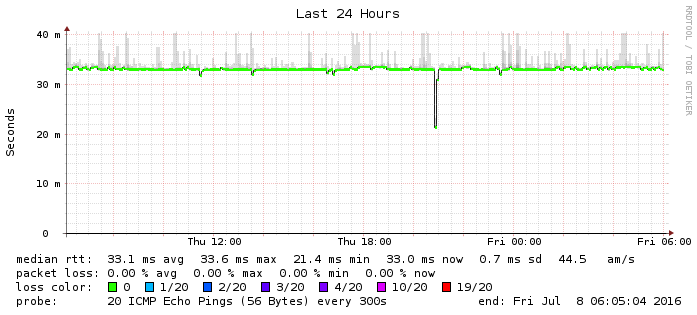 Last 24 Hours
RRDTOOL / TOBI OETIKER
Seconds
40 m
30 m
20 m
10 m
0
Thu 12:00 Thu 18:00 Fri 00:00 Fri 06:00
median rtt: 33.1 ms avg 33.6 ms max 21.4 ms min 33.0 ms now 0.7 ms sd 44.5 am/s
packet loss: 0.00 % avg 0.00 % max 0.00 % min 0.00 % now
loss color: 0 1/20 2/20 3/20 4/20 10/20 19/20
probe: 20 ICMP Echo Pings (56 Bytes) every 300s end: Fri Jul 8 06:05:04 2016